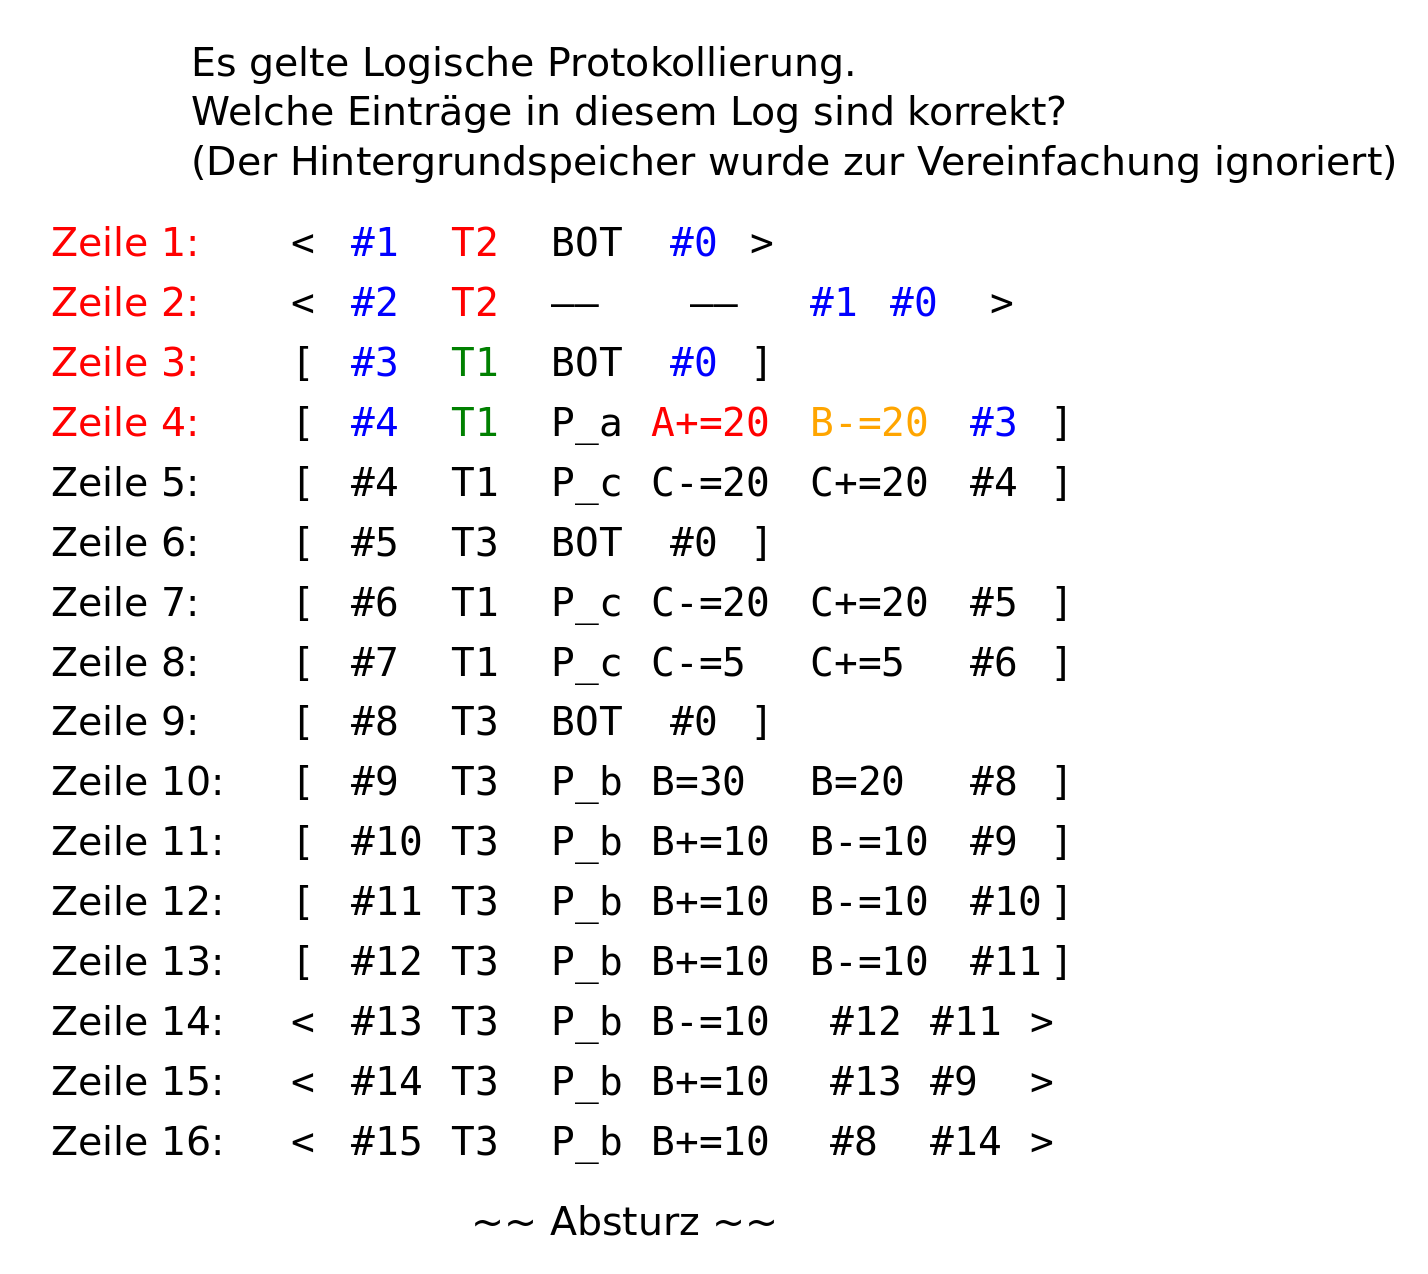 Es gelte Logische Protokollierung.
Welche Einträge in diesem Log sind korrekt?
(Der Hintergrundspeicher wurde zur Vereinfachung ignoriert)
Zeile 1: < #1 T2 BOT #0 >
Zeile 2: < #2 T2 —— —— #1 #0 >
Zeile 3: [ #3 T1 BOT #0 ]
Zeile 4: [ #4 T1 P_a A+=20 B-=20 #3 ]
Zeile 5: [ #4 T1 P_c C-=20 C+=20 #4 ]
Zeile 6: [ #5 T3 BOT #0 ]
Zeile 7: [ #6 T1 P_c C-=20 C+=20 #5 ]
Zeile 8: [ #7 T1 P_c C-=5 C+=5 #6 ]
Zeile 9: [ #8 T3 BOT #0 ]
Zeile 10: [ #9 T3 P_b B=30 B=20 #8 ]
Zeile 11: [ #10 T3 P_b B+=10 B-=10 #9 ]
Zeile 12: [ #11 T3 P_b B+=10 B-=10 #10 ]
Zeile 13: [ #12 T3 P_b B+=10 B-=10 #11 ]
Zeile 14: < #13 T3 P_b B-=10 #12 #11 >
Zeile 15: < #14 T3 P_b B+=10 #13 #9 >
Zeile 16: < #15 T3 P_b B+=10 #8 #14 >
~~ Absturz ~~